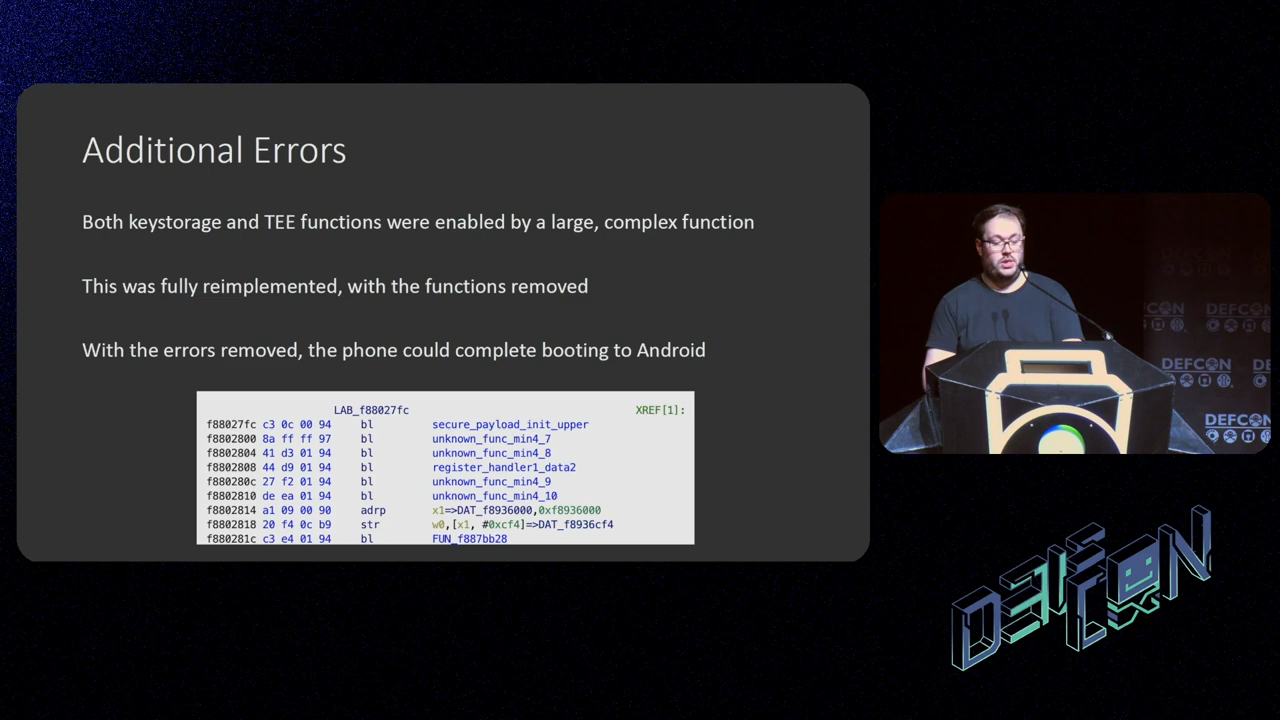 Additional Errors
Both keystorage and TEE functions were enabled by a large, complex function
This was fully reimplemented, with the functions removed
With the errors removed, the phone could complete booting to Android
LAB_f88027fc XREF[1]:
f88027fc c3 0c 00 94 bl secure_payload_init_upper
f8802800 8a ff ff 97 bl unknown_func_min4_7
f8802804 41 d3 01 94 bl unknown_func_min4_8
f8802808 44 d9 01 94 bl register_handler1_data2
f880280c 27 f2 01 94 bl unknown_func_min4_9
f8802810 de ea 01 94 bl unknown_func_min4_10
f8802814 a1 09 00 90 adrp x1=>DAT_f8936000,0xf8936000
f8802818 20 f4 0c b9 str w0,[x1, #0xcf4]=>DAT_f8936cf4
f880281c c3 e4 01 94 bl FUN_f887bb28
DEFCON
DEFCON
DEFCON
DEFCON
DEFCON
DEFCON